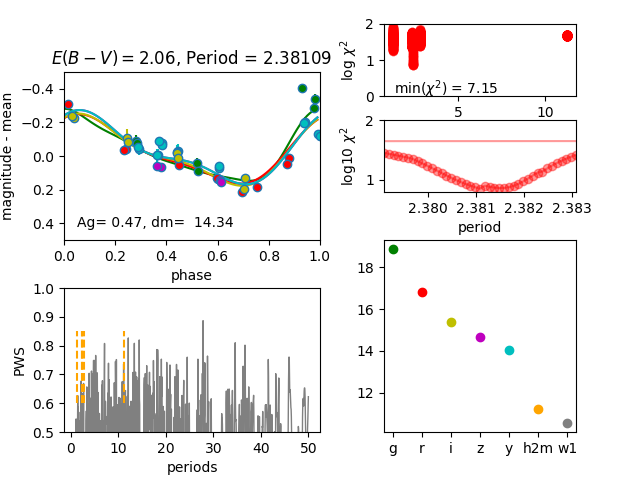 E(B − V) = 2.06, Period = 2.38109
magnitude - mean
−0.4
−0.2
0.0
0.2
0.4
Ag= 0.47, dm=  14.34
0.0 0.2 0.4 0.6 0.8 1.0
phase
log χ²
2
1
0
min(χ²) = 7.15
5 10
log10 χ²
2
1
2.380 2.381 2.382 2.383
period
PWS
1.0
0.9
0.8
0.7
0.6
0.5
0 10 20 30 40 50
periods
18
16
14
12
g r i z y h2m w1